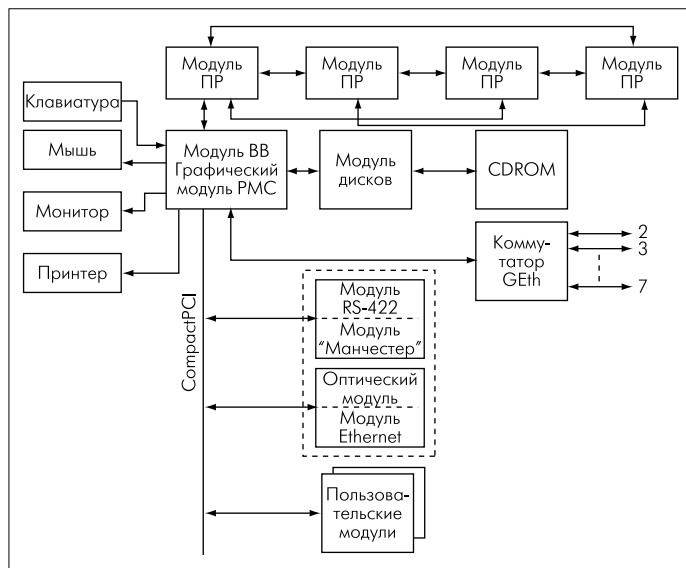 Модуль
ПР
Модуль
ПР
Модуль
ПР
Модуль
ПР
Клавиатура
Мышь
Монитор
Принтер
Модуль ВВ
Графический
модуль PMC
Модуль
дисков
CDROM
Комму-
татор
GEth
2
3
7
CompactPCI
Модуль
RS-422
Модуль
"Манчестер"
Оптический
модуль
Модуль
Ethernet
Пользова-
тельские
модули